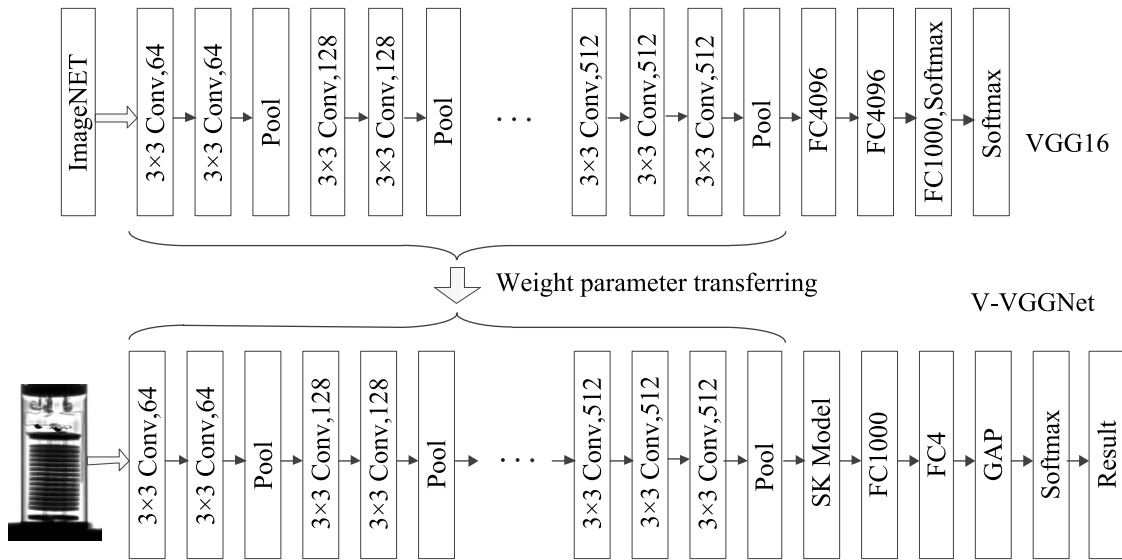 ImageNET
3×3 Conv,64
3×3 Conv,64
Pool
3×3 Conv,128
3×3 Conv,128
Pool
· · ·
3×3 Conv,512
3×3 Conv,512
3×3 Conv,512
Pool
FC4096
FC4096
FC1000,Softmax
Softmax
VGG16
Weight parameter transferring
V-VGGNet
3×3 Conv,64
3×3 Conv,64
Pool
3×3 Conv,128
3×3 Conv,128
Pool
· · ·
3×3 Conv,512
3×3 Conv,512
3×3 Conv,512
Pool
SK Model
FC1000
FC4
GAP
Softmax
Result